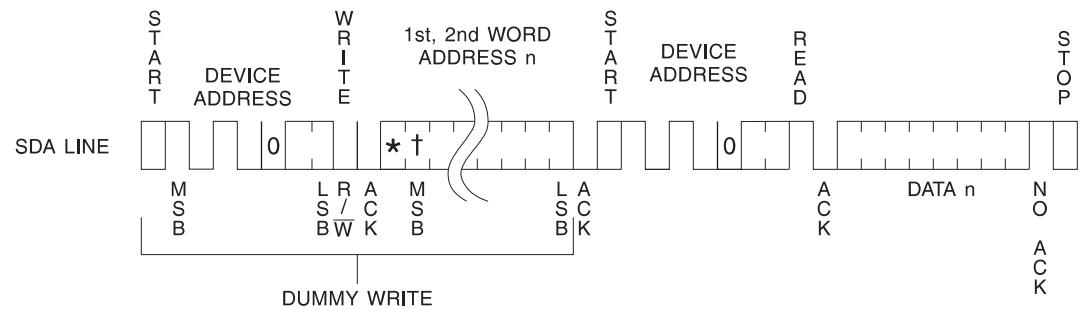 START
WRITE
1st, 2nd WORD
ADDRESS n
START
READ
STOP
DEVICE
ADDRESS
DEVICE
ADDRESS
SDA LINE
0
* †
0
MSB
LSB
R/W̅
ACK
MSB
LSB
ACK
ACK
DATA n
NO ACK
DUMMY WRITE